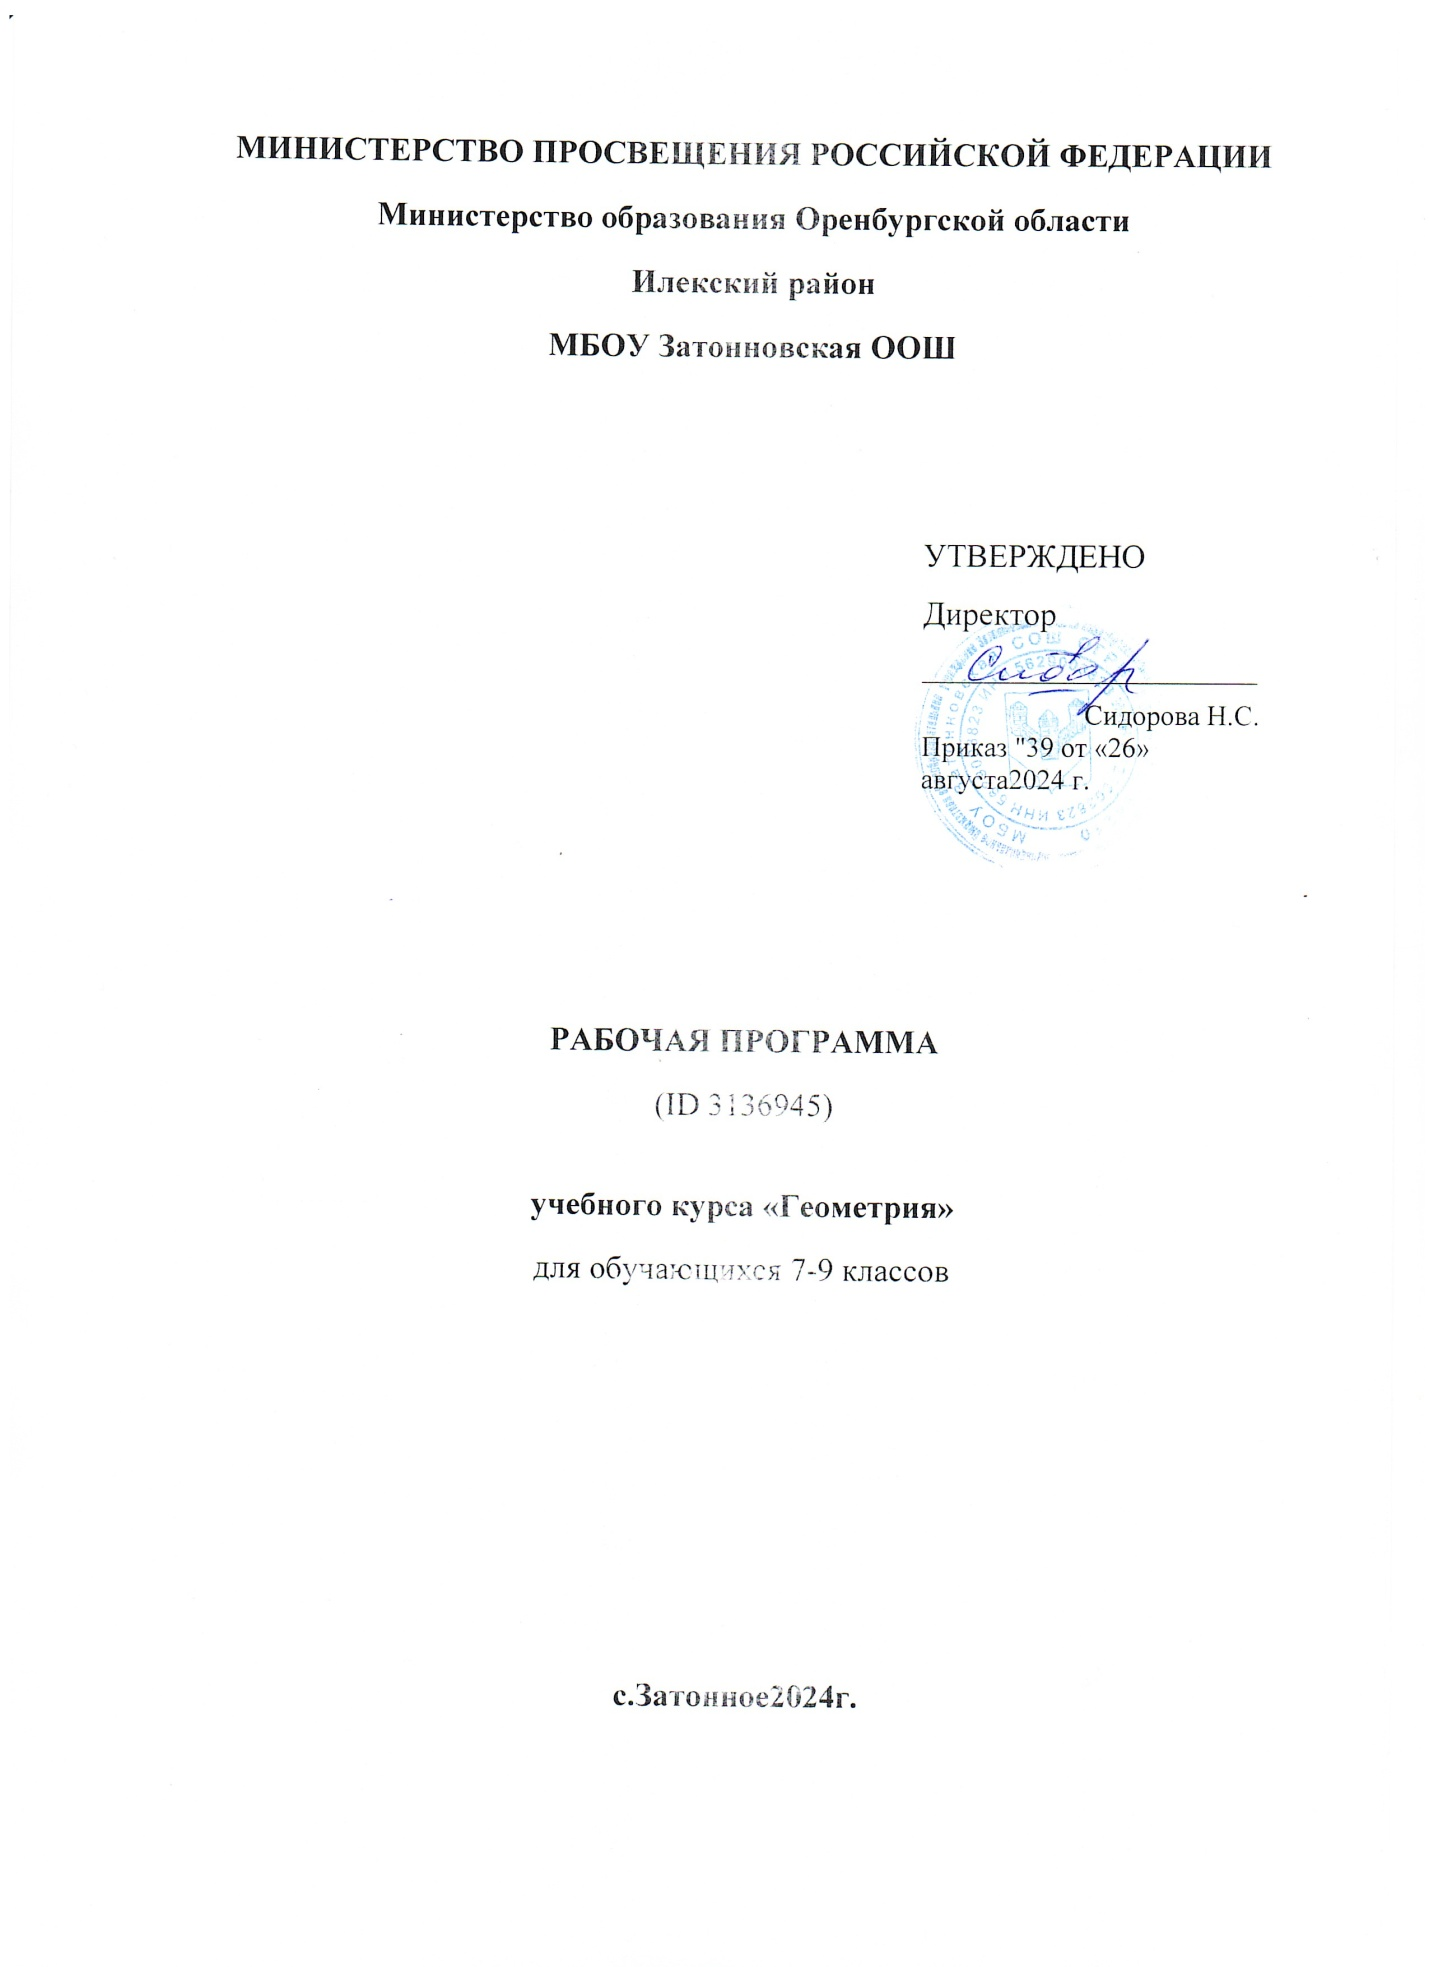 МИНИСТЕРСТВО ПРОСВЕЩЕНИЯ РОССИЙСКОЙ ФЕДЕРАЦИИ
Министерство образования Оренбургской области
Илекский район
МБОУ Затонновская ООШ
УТВЕРЖДЕНО
Директор
Сидорова Н.С.
Приказ "39 от «26»
августа2024 г.
РАБОЧАЯ ПРОГРАММА
(ID 3136945)
учебного курса «Геометрия»
для обучающихся 7-9 классов
с.Затонное2024г.